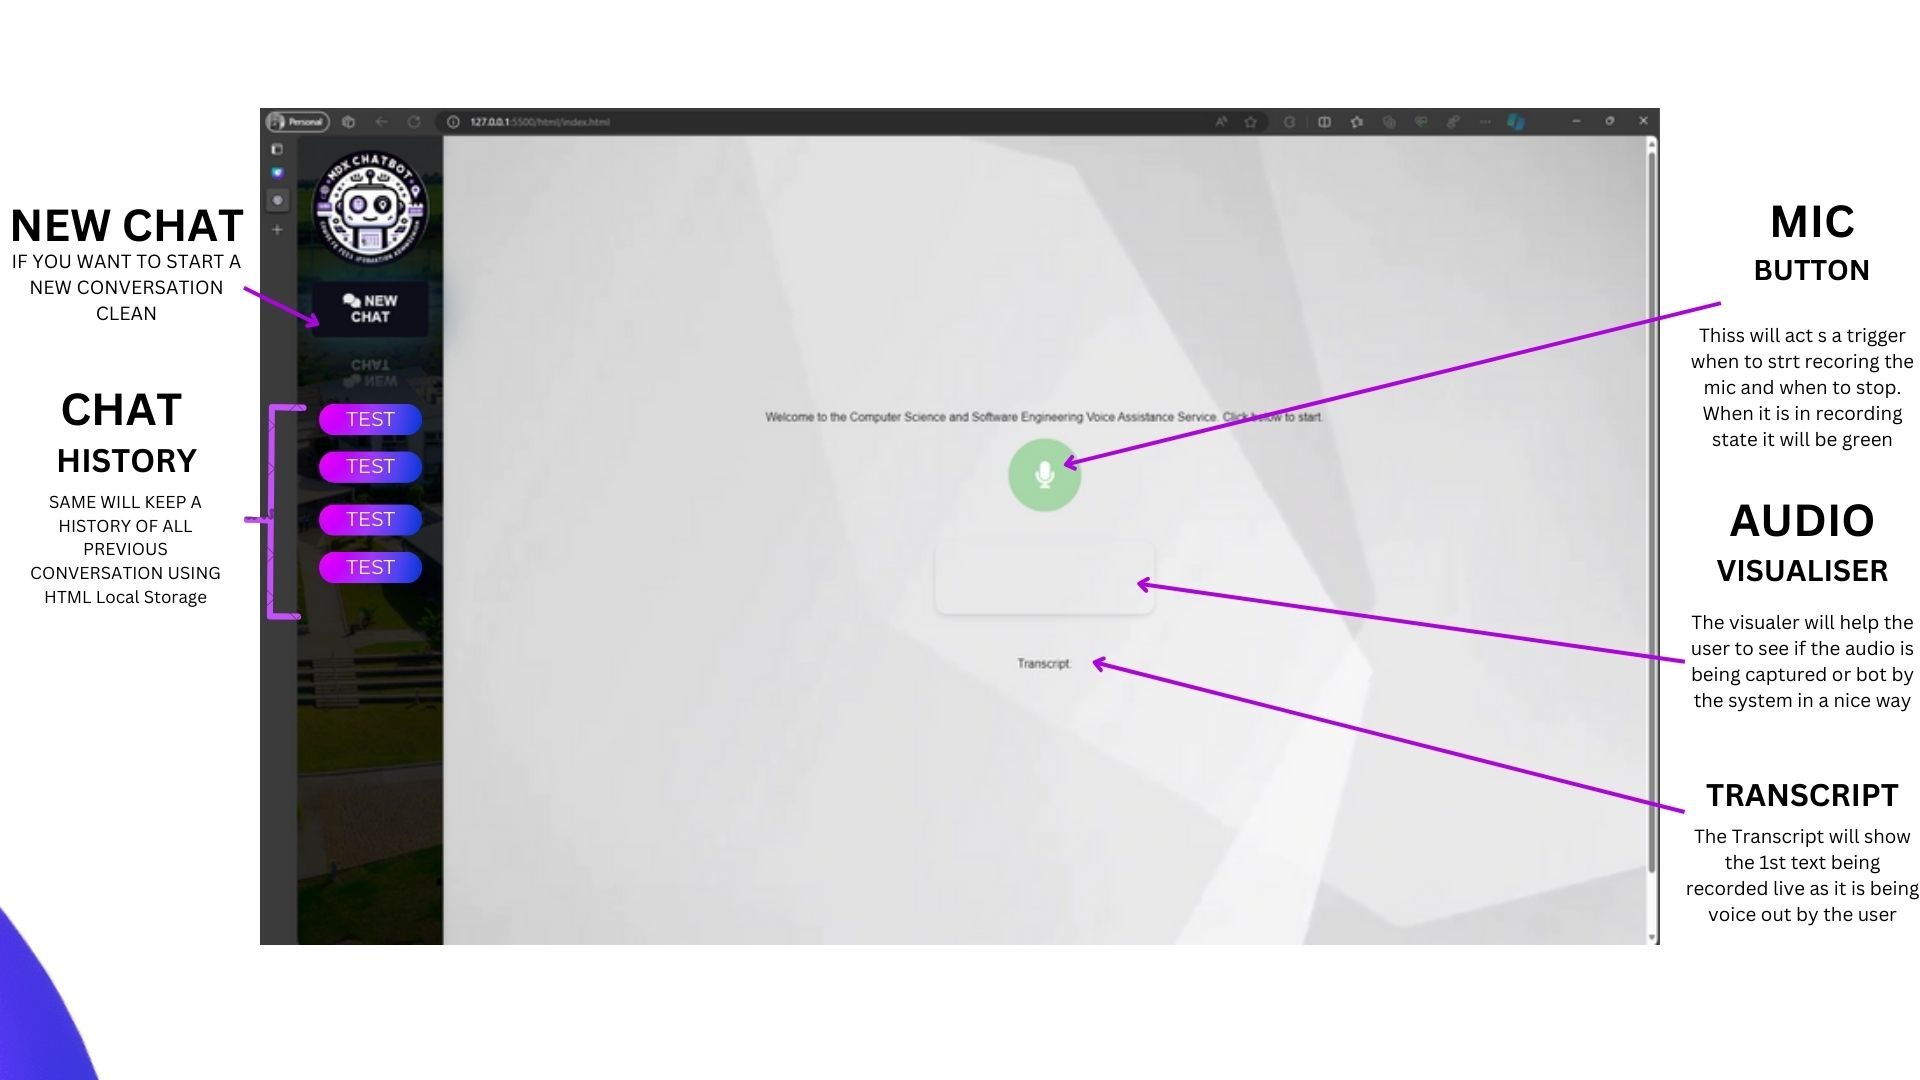 Personal
127.0.0.1:5500/html/index.html
MDX CHATBOT
NEW CHAT
IF YOU WANT TO START A
NEW CONVERSATION
CLEAN
NEW
CHAT
CHAT
NEW
CHAT
HISTORY
SAME WILL KEEP A
HISTORY OF ALL
PREVIOUS
CONVERSATION USING
HTML Local Storage
TEST
TEST
TEST
TEST
Welcome to the Computer Science and Software Engineering Voice Assistance Service. Click below to start.
Transcript:
MIC
BUTTON
Thiss will act s a trigger
when to strt recoring the
mic and when to stop.
When it is in recording
state it will be green
AUDIO
VISUALISER
The visualer will help the
user to see if the audio is
being captured or bot by
the system in a nice way
TRANSCRIPT
The Transcript will show
the 1st text being
recorded live as it is being
voice out by the user